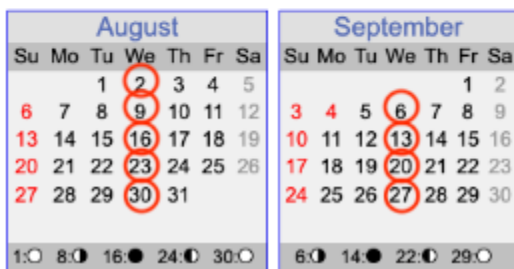 August
Su Mo Tu We Th Fr Sa
1 2 3 4 5
6 7 8 9 10 11 12
13 14 15 16 17 18 19
20 21 22 23 24 25 26
27 28 29 30 31
1: 8: 16: 24: 30:
September
Su Mo Tu We Th Fr Sa
1 2
3 4 5 6 7 8 9
10 11 12 13 14 15 16
17 18 19 20 21 22 23
24 25 26 27 28 29 30
6: 14: 22: 29: